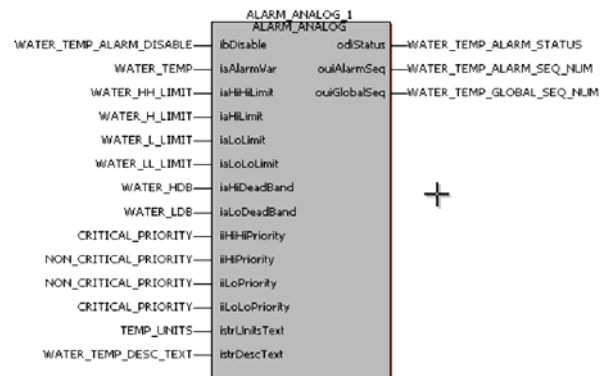 ALARM_ANALOG_1
ALARM_ANALOG
WATER_TEMP_ALARM_DISABLE ibDisable odiStatus WATER_TEMP_ALARM_STATUS
WATER_TEMP iaAlarmVar ouiAlarmSeq WATER_TEMP_ALARM_SEQ_NUM
WATER_HH_LIMIT iaHiHiLimit ouiGlobalSeq WATER_TEMP_GLOBAL_SEQ_NUM
WATER_H_LIMIT iaHiLimit
WATER_L_LIMIT iaLoLimit
WATER_LL_LIMIT iaLoLoLimit
WATER_HDB iaHiDeadBand
WATER_LDB iaLoDeadBand
CRITICAL_PRIORITY iiHiHiPriority
NON_CRITICAL_PRIORITY iiHiPriority
NON_CRITICAL_PRIORITY iiLoPriority
CRITICAL_PRIORITY iiLoLoPriority
TEMP_UNITS istrUnitsText
WATER_TEMP_DESC_TEXT istrDescText